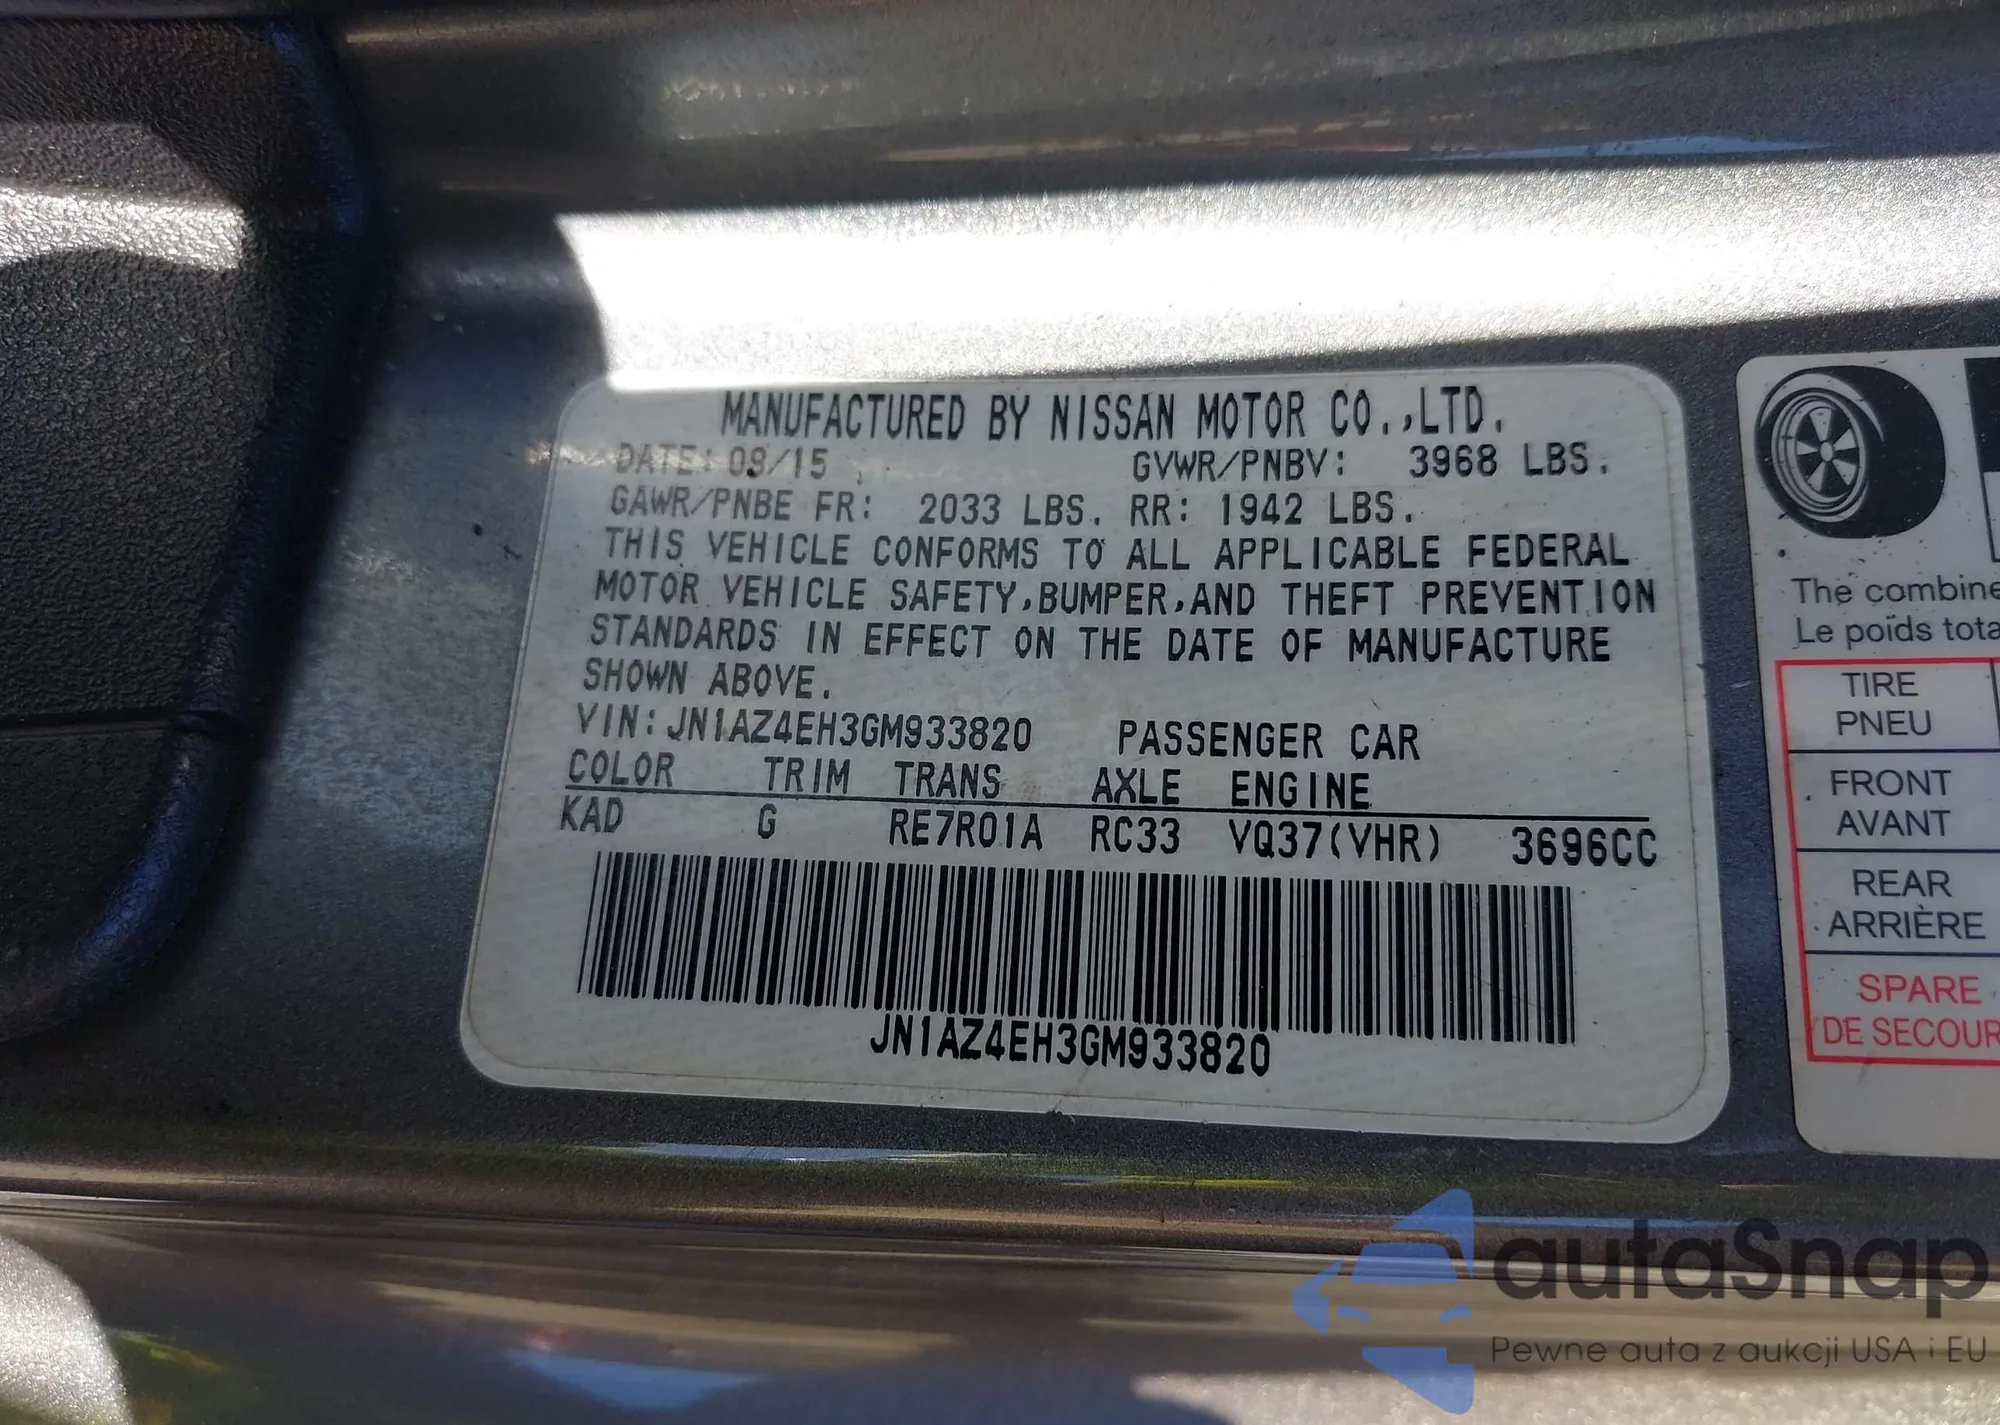 MANUFACTURED BY NISSAN MOTOR CO.,LTD.
DATE: 09/15 GVWR/PNBV: 3968 LBS.
GAWR/PNBE FR: 2033 LBS. RR: 1942 LBS.
THIS VEHICLE CONFORMS TO ALL APPLICABLE FEDERAL
MOTOR VEHICLE SAFETY,BUMPER,AND THEFT PREVENTION
STANDARDS IN EFFECT ON THE DATE OF MANUFACTURE
SHOWN ABOVE.
VIN: JN1AZ4EH3GM933820 PASSENGER CAR
COLOR TRIM TRANS AXLE ENGINE
KAD G RE7R01A RC33 VQ37(VHR) 3696CC
JN1AZ4EH3GM933820
The combine
Le poids tota
TIRE
PNEU
FRONT
AVANT
REAR
ARRIÈRE
SPARE
DE SECOUR
autaSnap
Pewne auta z aukcji USA i EU